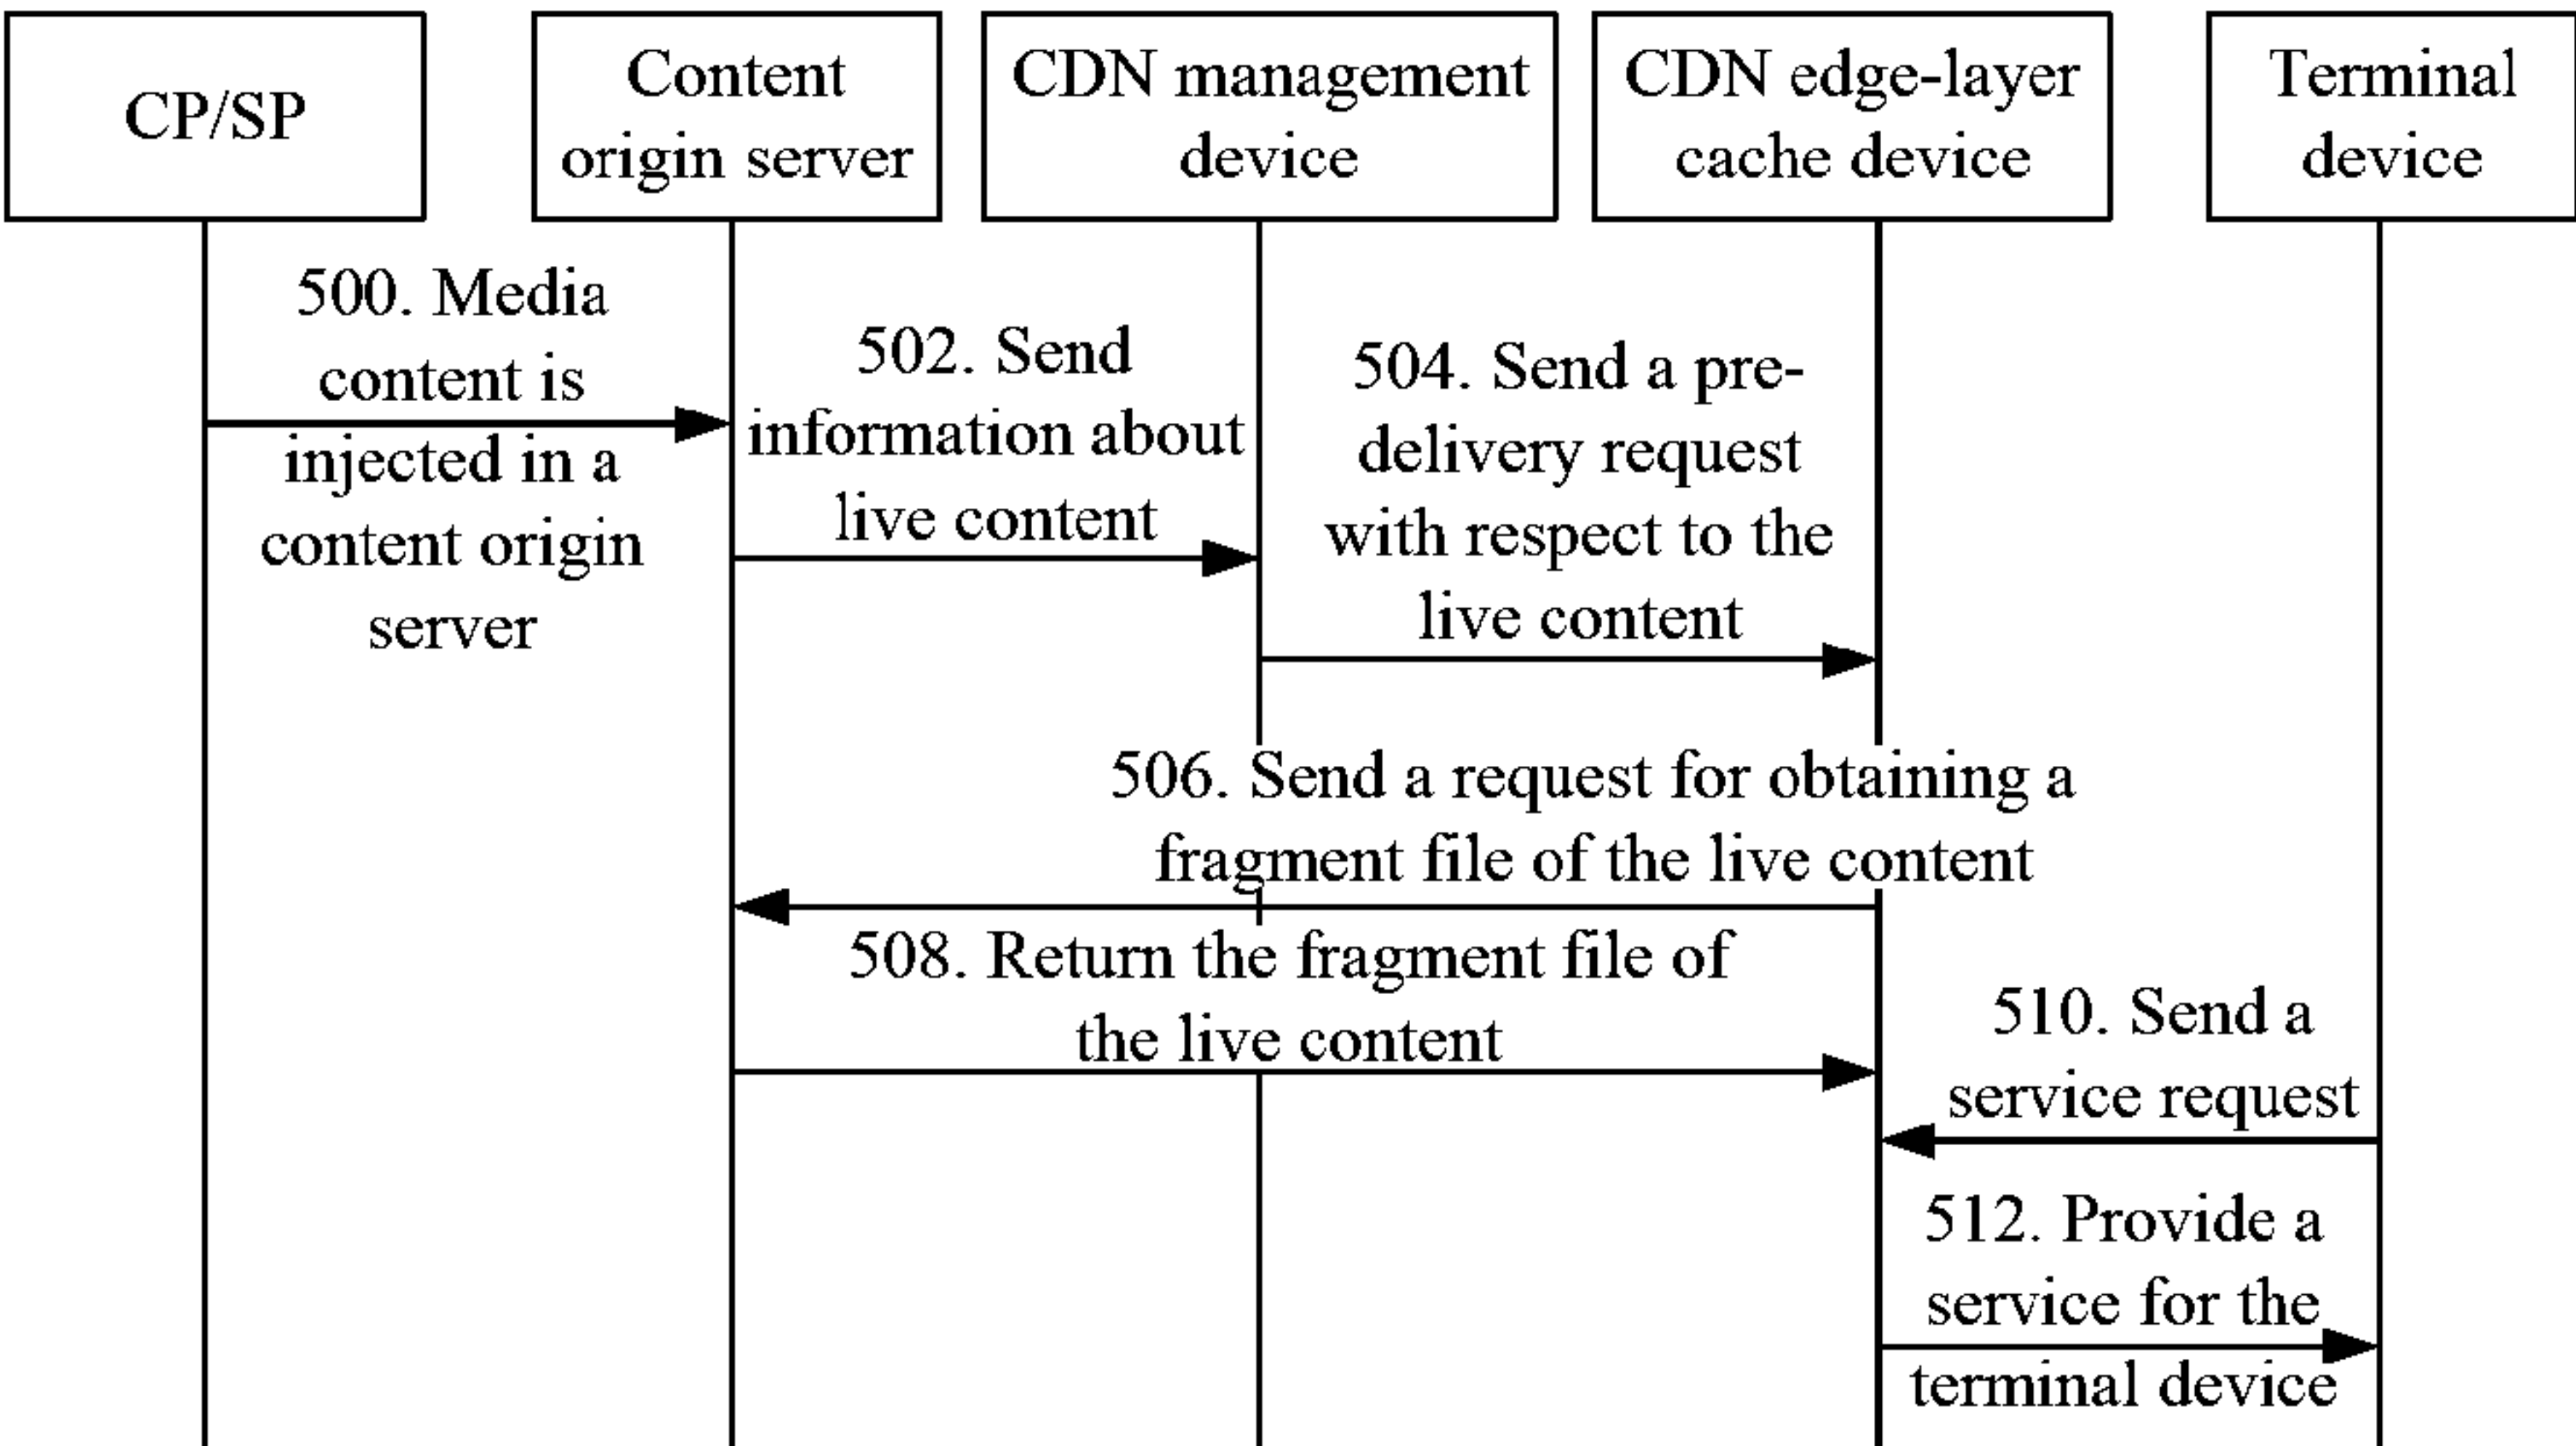 CP/SP
Content
origin server
CDN management
device
CDN edge-layer
cache device
Terminal
device
500. Media
content is
injected in a
content origin
server
502. Send
information about
live content
504. Send a pre-
delivery request
with respect to the
live content
506. Send a request for obtaining a
fragment file of the live content
508. Return the fragment file of
the live content
510. Send a
service request
512. Provide a
service for the
terminal device